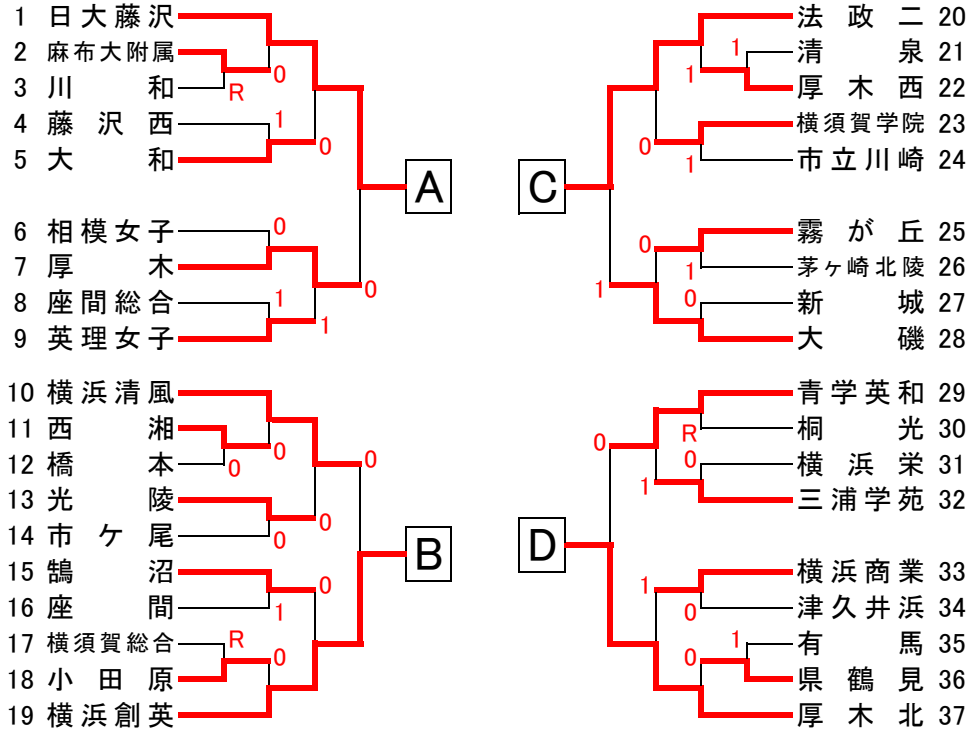 1 日大藤沢
2 麻布大附属
0
3 川和
R
4 藤沢西
1
5 大和
0
A
6 相模女子
0
7 厚木
0
8 座間総合
1
9 英理女子
1
10 横浜清風
11 西湘
0
0
12 橋本
0
13 光陵
0
14 市ケ尾
0
B
15 鵠沼
0
16 座間
1
17 横須賀総合
R
18 小田原
0
19 横浜創英
法政二 20
1
清泉 21
1
厚木西 22
横須賀学院 23
0
1
市立川崎 24
C
霧が丘 25
0
1
茅ヶ崎北陵 26
1
0
新城 27
大磯 28
青学英和 29
R
桐光 30
0
0
横浜栄 31
1
三浦学苑 32
D
横浜商業 33
1
0
津久井浜 34
1
有馬 35
0
県鶴見 36
厚木北 37